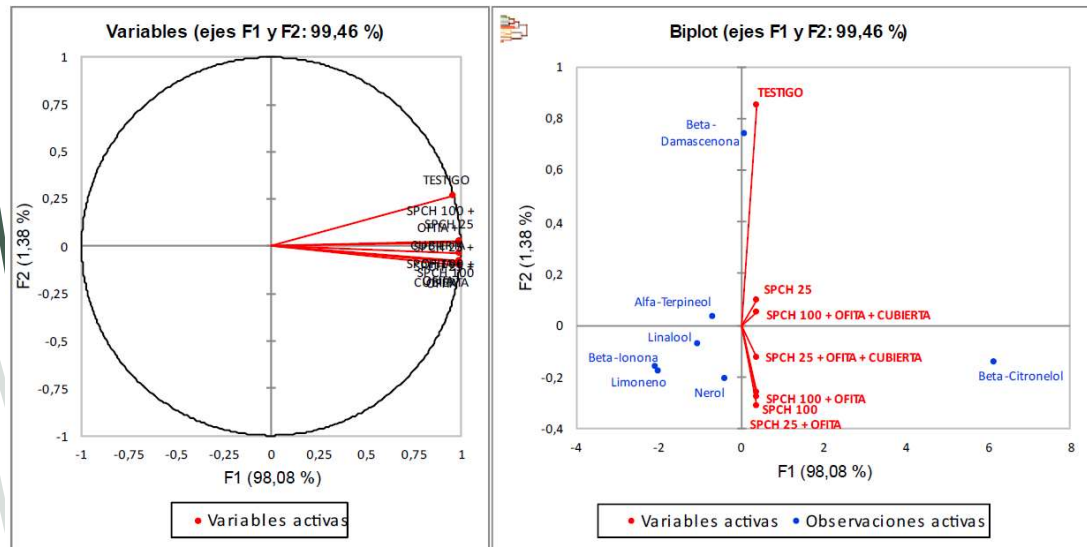 Variables (ejes F1 y F2: 99,46 %)
1
0,75
0,5
0,25
0
-0,25
-0,5
-0,75
-1
F2 (1,38 %)
TESTIGO
SPCH 100 +
SPCH 25
OFITA +
CUBIERTA
SPCH 100
CUBIERTA
-1
-0,75
-0,5
-0,25
0
0,25
0,5
0,75
1
F1 (98,08 %)
Variables activas
Biplot (ejes F1 y F2: 99,46 %)
1
0,8
0,6
0,4
0,2
0
-0,2
-0,4
F2 (1,38 %)
TESTIGO
Beta-
Damascenona
SPCH 25
Alfa-Terpineol
SPCH 100 + OFITA + CUBIERTA
Linalool
Beta-Ionona
SPCH 25 + OFITA + CUBIERTA
Beta-Citronelol
Limoneno
Nerol
SPCH 100 + OFITA
SPCH 100
SPCH 25 + OFITA
-4
-2
0
2
4
6
8
F1 (98,08 %)
Variables activas
Observaciones activas